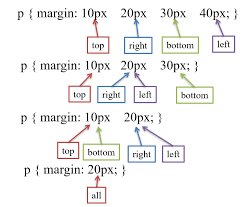 p { margin: 10px 20px 30px 40px; }
top right bottom left
p { margin: 10px 20px 30px; }
top right left bottom
p { margin: 10px 20px; }
top bottom right left
p { margin: 20px; }
all